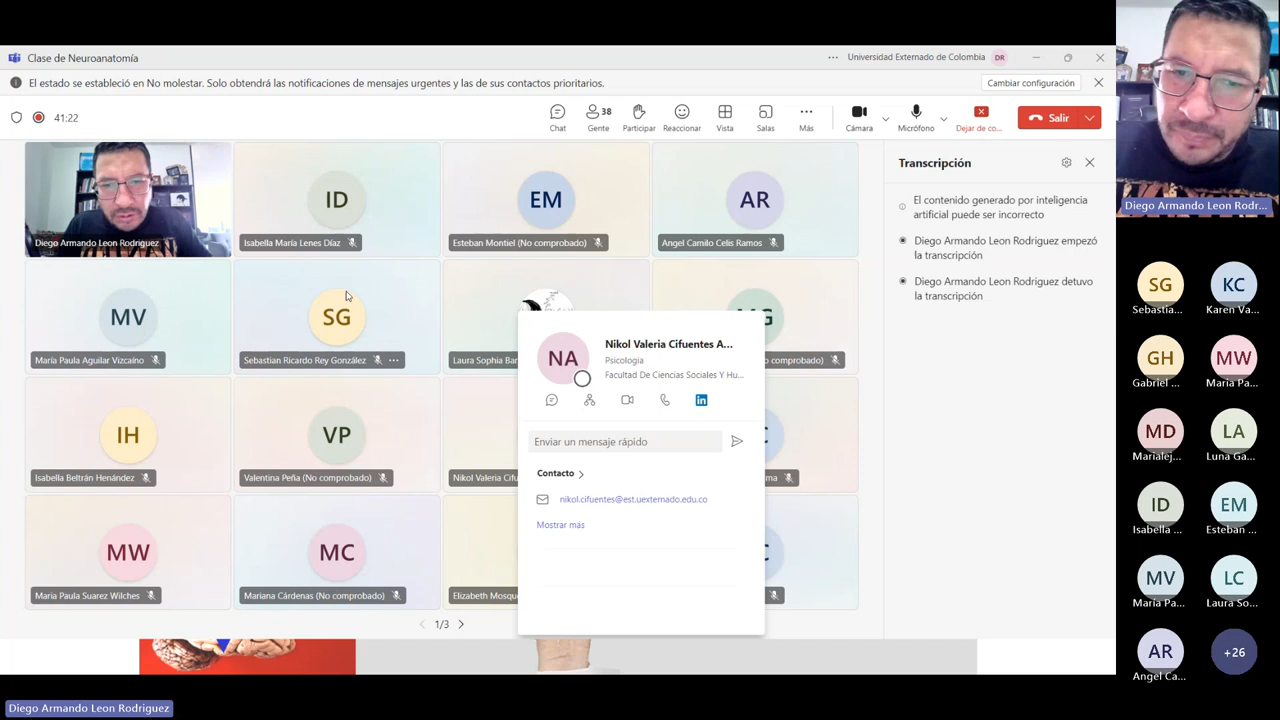 Clase de Neuroanatomía
Universidad Externado de Colombia
DR
El estado se estableció en No molestar. Solo obtendrá las notificaciones de mensajes urgentes y las de sus contactos prioritarios.
Cambiar configuración
41:22
Chat
38
Gente
Participar
Reaccionar
Vista
Salas
Más
Cámara
Micrófono
Dejar de co...
Salir
Diego Armando Leon Rodriguez
ID
Isabella María Lenes Díaz
EM
Esteban Montiel (No comprobado)
AR
Angel Camilo Celis Ramos
MV
María Paula Aguilar Vizcaíno
SG
Sebastian Ricardo Rey González
Laura Sophia Bar
G
o comprobado)
IH
Isabella Beltrán Henández
VP
Valentina Peña (No comprobado)
Nikol Valeria Cifu
C
ma
MW
Maria Paula Suarez Wilches
MC
Mariana Cárdenas (No comprobado)
Elizabeth Mosqu
C
1/3
NA
Nikol Valeria Cifuentes A...
Psicologia
Facultad De Ciencias Sociales Y Hu...
Enviar un mensaje rápido
Contacto
nikol.cifuentes@est.uexternado.edu.co
Mostrar más
Transcripción
El contenido generado por inteligencia
artificial puede ser incorrecto
Diego Armando Leon Rodriguez empezó
la transcripción
Diego Armando Leon Rodriguez detuvo
la transcripción
Diego Armando Leon Rodr...
SG
Sebastia...
KC
Karen Va...
GH
Gabriel ...
MW
Maria Pa...
MD
Marialej...
LA
Luna Ga...
ID
Isabella ...
EM
Esteban ...
MV
María Pa...
LC
Laura So...
AR
Angel Ca...
+26
Diego Armando Leon Rodriguez